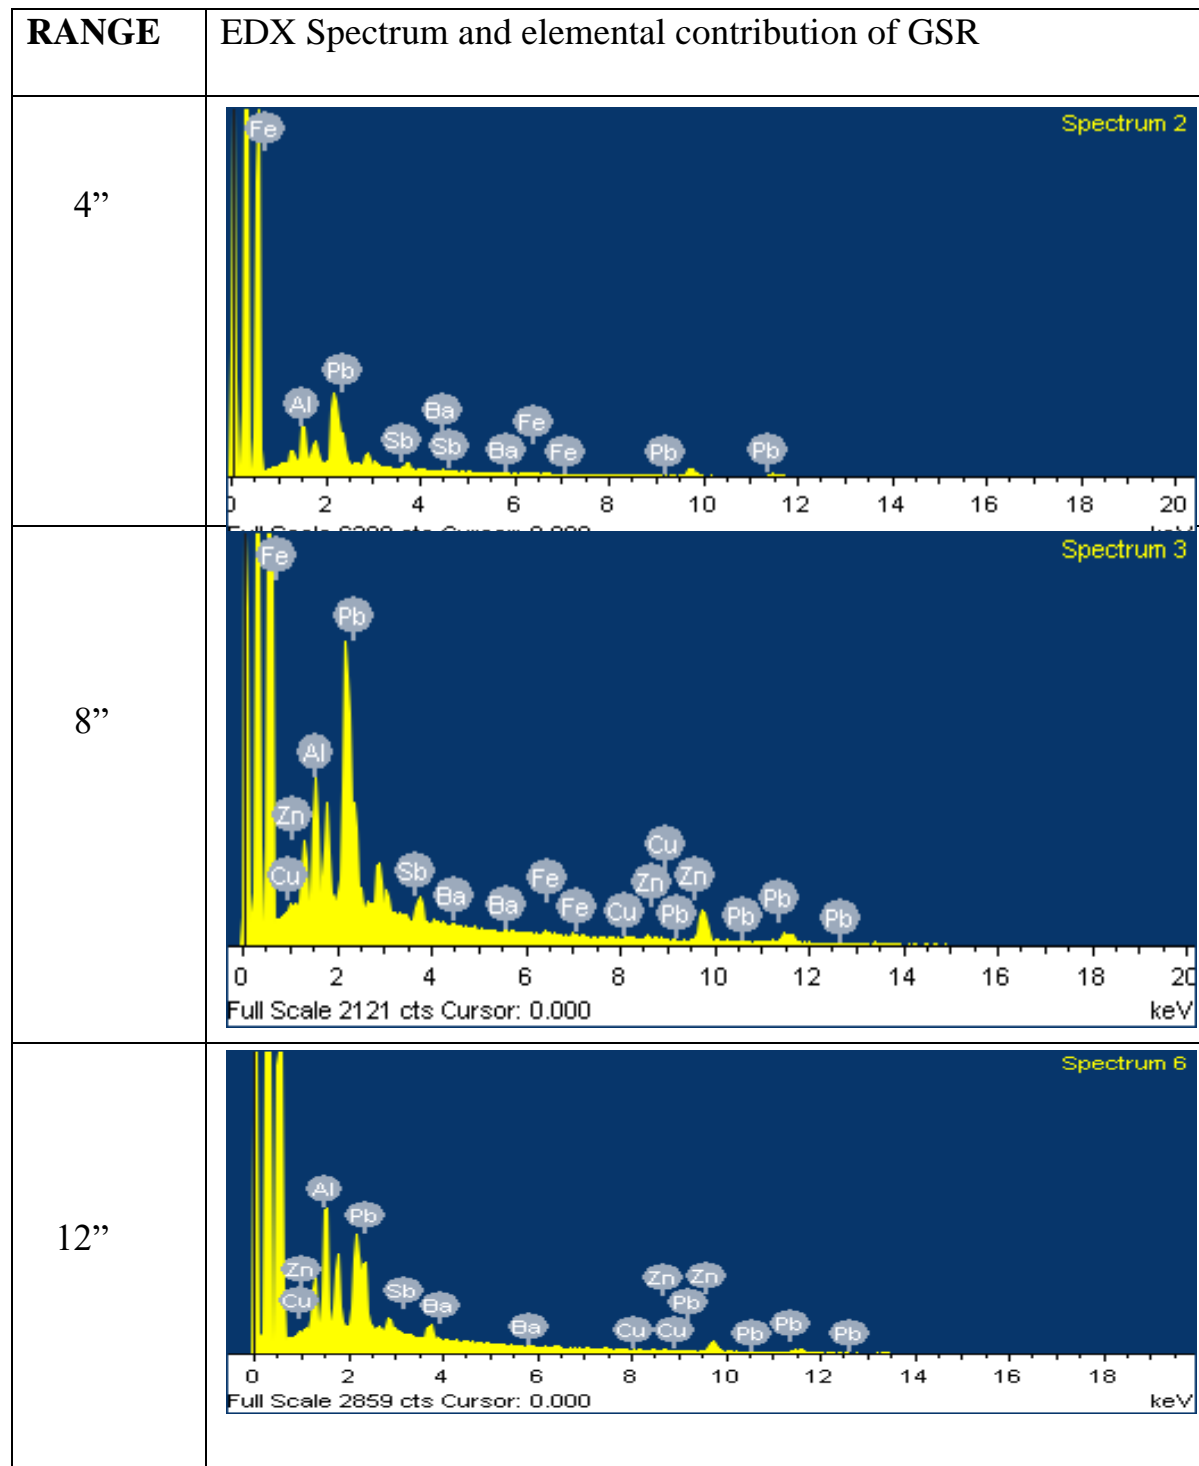 RANGE
EDX Spectrum and elemental contribution of GSR
4”
Spectrum 2
Fe
Pb
Al
Ba
Fe
Sb
Sb
Ba
Fe
Pb
Pb
0 2 4 6 8 10 12 14 16 18 20
8”
Spectrum 3
Fe
Pb
Al
Zn
Cu
Cu
Sb
Fe
Zn
Zn
Ba
Ba
Fe
Cu
Pb
Pb
Pb
Pb
0 2 4 6 8 10 12 14 16 18 20
Full Scale 2121 cts Cursor: 0.000
keV
12”
Spectrum 6
Al
Pb
Zn
Zn
Zn
Cu
Sb
Ba
Pb
Ba
Cu
Cu
Pb
Pb
Pb
0 2 4 6 8 10 12 14 16 18
Full Scale 2859 cts Cursor: 0.000
keV